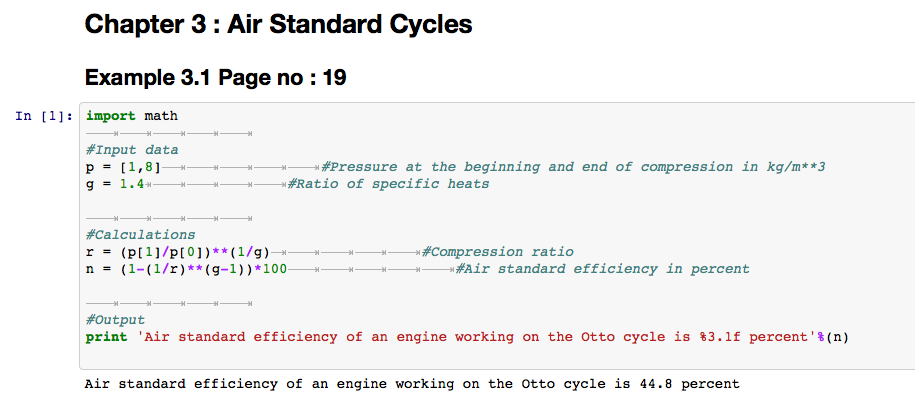 Chapter 3 : Air Standard Cycles
Example 3.1 Page no : 19
In [1]: import math
#Input data
p = [1,8] #Pressure at the beginning and end of compression in kg/m**3
g = 1.4 #Ratio of specific heats
#Calculations
r = (p[1]/p[0])**(1/g) #Compression ratio
n = (1-(1/r)**(g-1))*100 #Air standard efficiency in percent
#Output
print 'Air standard efficiency of an engine working on the Otto cycle is %3.1f percent'%(n)
Air standard efficiency of an engine working on the Otto cycle is 44.8 percent